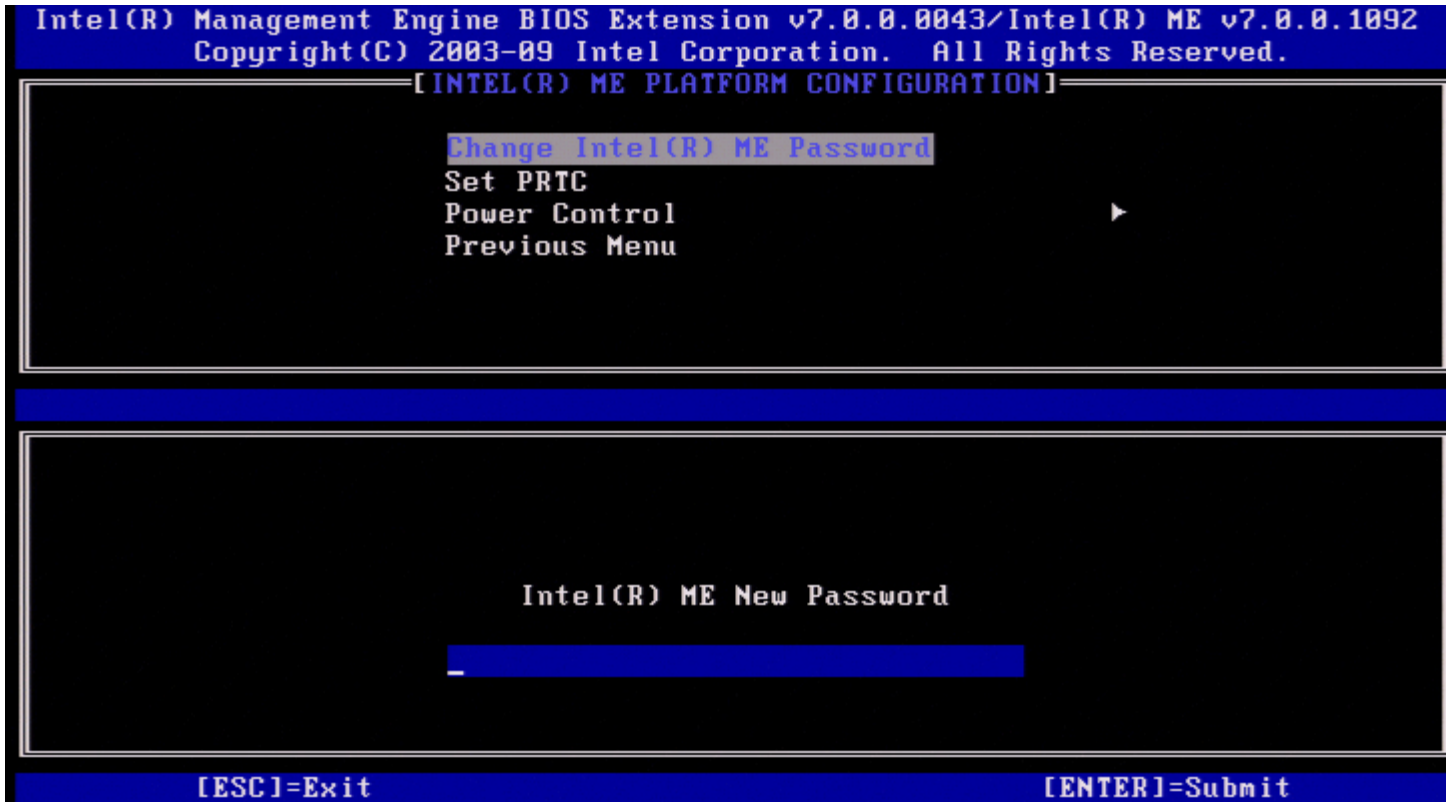 Intel(R) Management Engine BIOS Extension v7.0.0.0043/Intel(R) ME v7.0.0.1092
Copyright(C) 2003-09 Intel Corporation. All Rights Reserved.
[INTEL(R) ME PLATFORM CONFIGURATION]
Change Intel(R) ME Password
Set PRTC
Power Control
Previous Menu
Intel(R) ME New Password
[ESC]=Exit
[ENTER]=Submit